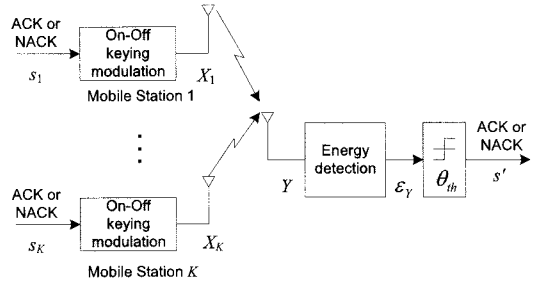 ACK or
NACK
s1
On-Off
keying
modulation
X1
Mobile Station 1
ACK or
NACK
sK
On-Off
keying
modulation
XK
Mobile Station K
Y
Energy
detection
εY
θth
ACK or
NACK
s'